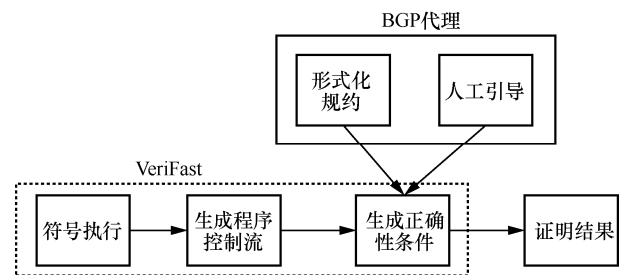 BGP代理
形式化
规约
人工引导
VeriFast
符号执行
生成程序
控制流
生成正确
性条件
证明结果